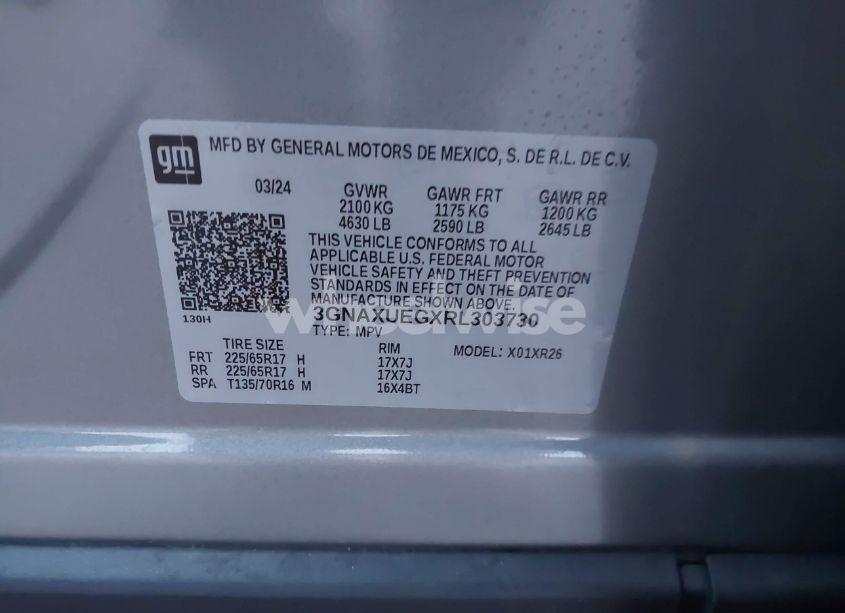 gm
MFD BY GENERAL MOTORS DE MEXICO, S. DE R.L. DE C.V.
03/24 GVWR GAWR FRT GAWR RR
2100 KG 1175 KG 1200 KG
4630 LB 2590 LB 2645 LB
THIS VEHICLE CONFORMS TO ALL
APPLICABLE U.S. FEDERAL MOTOR
VEHICLE SAFETY AND THEFT PREVENTION
STANDARDS IN EFFECT ON THE DATE OF
MANUFACTURE SHOWN ABOVE.
130H 3GNAXUEGXRL303730
TYPE: MPV MODEL: X01XR26
TIRE SIZE RIM
FRT 225/65R17 H 17X7J
RR 225/65R17 H 17X7J
SPA T135/70R16 M 16X4BT